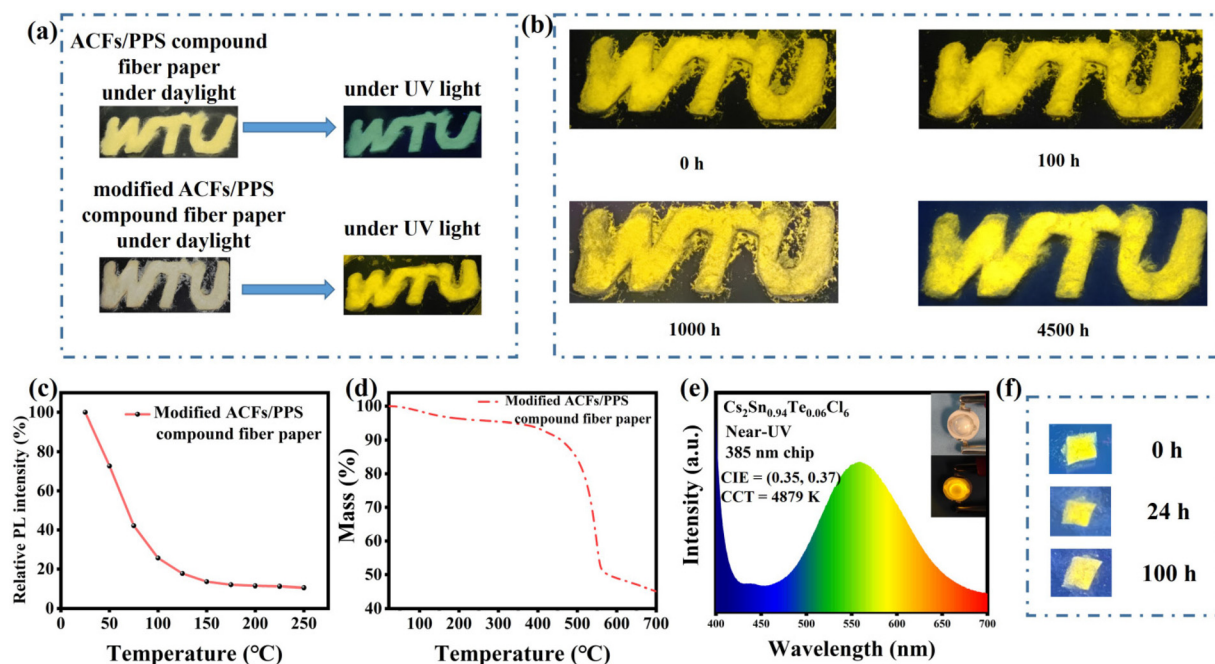 (a)
ACFs/PPS compound
fiber paper
under daylight
under UV light
WTU
WTU
modified ACFs/PPS
compound fiber paper
under daylight
under UV light
WTU
WTU
(b)
WTU
WTU
0 h
100 h
WTU
WTU
1000 h
4500 h
(c)
Relative PL intensity (%)
100
80
60
40
20
0
Modified ACFs/PPS
compound fiber paper
0
50
100
150
200
250
Temperature (°C)
(d)
Mass (%)
100
90
80
70
60
50
40
Modified ACFs/PPS
compound fiber paper
100
200
300
400
500
600
700
Temperature (°C)
(e)
Intensity (a.u.)
Cs₂Sn₀.₉₄Te₀.₀₆Cl₆
Near-UV
385 nm chip
CIE = (0.35, 0.37)
CCT = 4879 K
400
450
500
550
600
650
700
Wavelength (nm)
(f)
0 h
24 h
100 h